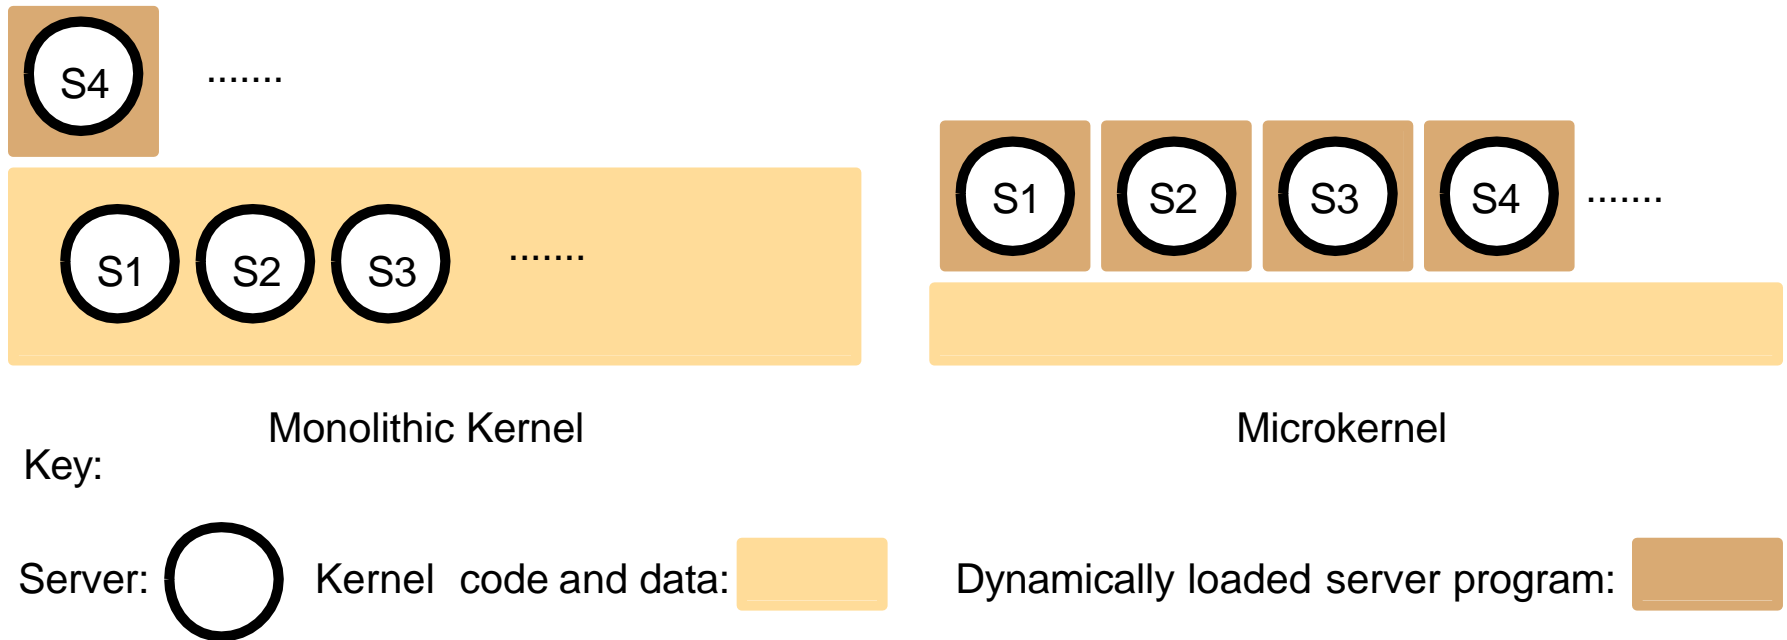 S4 .......
S1 S2 S3 .......
S1 S2 S3 S4 .......
Monolithic Kernel
Microkernel
Key:
Server:
Kernel code and data:
Dynamically loaded server program: